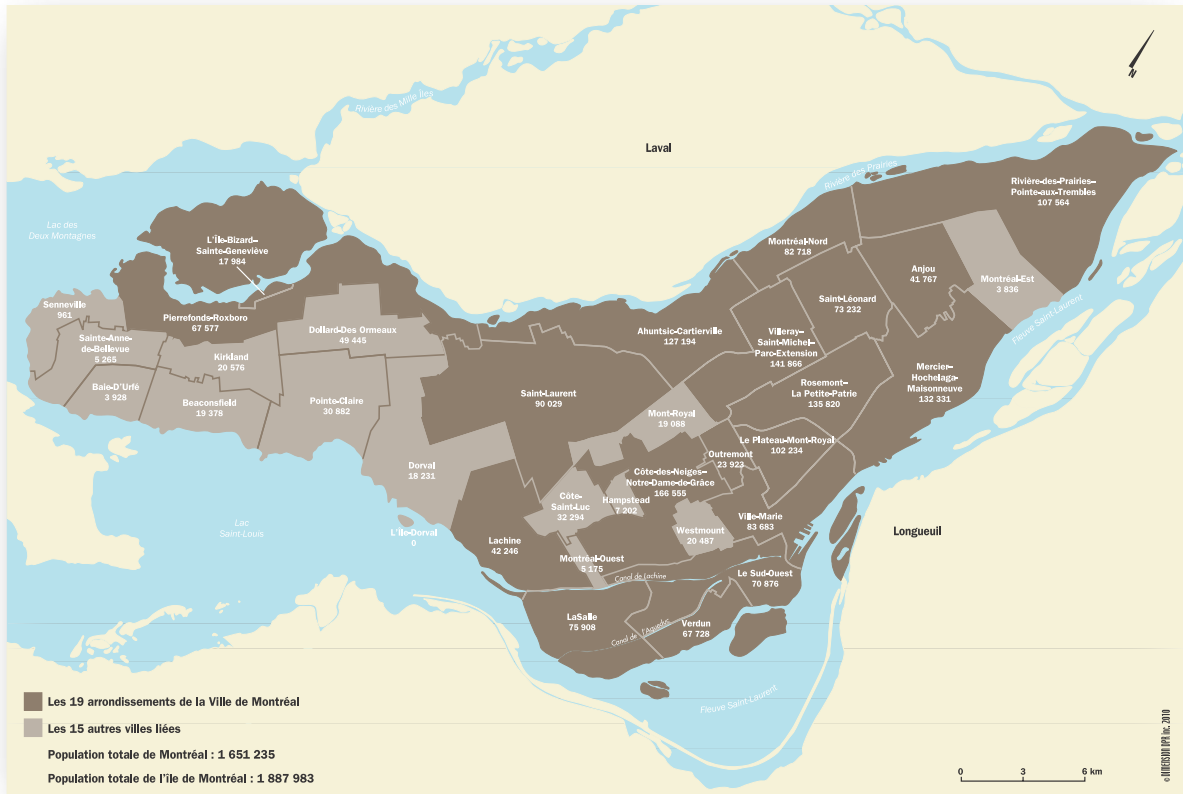 Rivière des Mille Îles
N
Laval
Rivière des Prairies
Rivière-des-Prairies–
Pointe-aux-Trembles
107 564
Lac des
Deux Montagnes
L'Île-Bizard–
Sainte-Geneviève
17 984
Montréal-Nord
82 718
Anjou
41 767
Montréal-Est
3 836
Senneville
961
Pierrefonds-Roxboro
67 577
Saint-Léonard
73 232
Fleuve Saint-Laurent
Sainte-Anne-
de-Bellevue
5 265
Dollard-Des Ormeaux
49 445
Ahuntsic-Cartierville
127 194
Villeray–
Saint-Michel–
Parc-Extension
141 866
Kirkland
20 576
Baie-D'Urfé
3 928
Beaconsfield
19 378
Pointe-Claire
30 882
Saint-Laurent
90 029
Rosemont–
La Petite-Patrie
135 820
Mercier–
Hochelaga-
Maisonneuve
132 331
Mont-Royal
19 088
Le Plateau-Mont-Royal
102 234
Outremont
23 923
Dorval
18 231
Côte-des-Neiges–
Notre-Dame-de-Grâce
166 555
Côte-
Saint-Luc
32 294
Hampstead
7 202
Ville-Marie
83 683
Westmount
20 487
Lac
Saint-Louis
L'Île-Dorval
0
Lachine
42 246
Longueuil
Montréal-Ouest
5 175
Canal de Lachine
Le Sud-Ouest
70 876
LaSalle
75 908
Canal de l'Aqueduc
Verdun
67 728
Fleuve Saint-Laurent
Les 19 arrondissements de la Ville de Montréal
Les 15 autres villes liées
Population totale de Montréal : 1 651 235
Population totale de l'île de Montréal : 1 887 983
0 3 6 km
© DIMENSION DPR inc. 2010